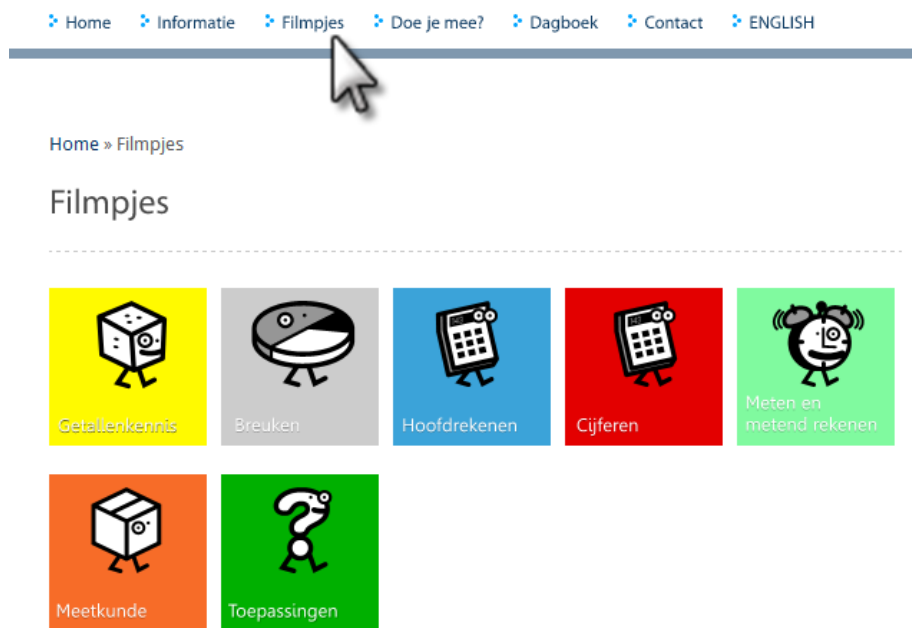 Home Informatie Filmpjes Doe je mee? Dagboek Contact ENGLISH
Home » Filmpjes
Filmpjes
Getallenkennis
Breuken
Hoofdrekenen
Cijferen
Meten en
metend rekenen
Meetkunde
Toepassingen